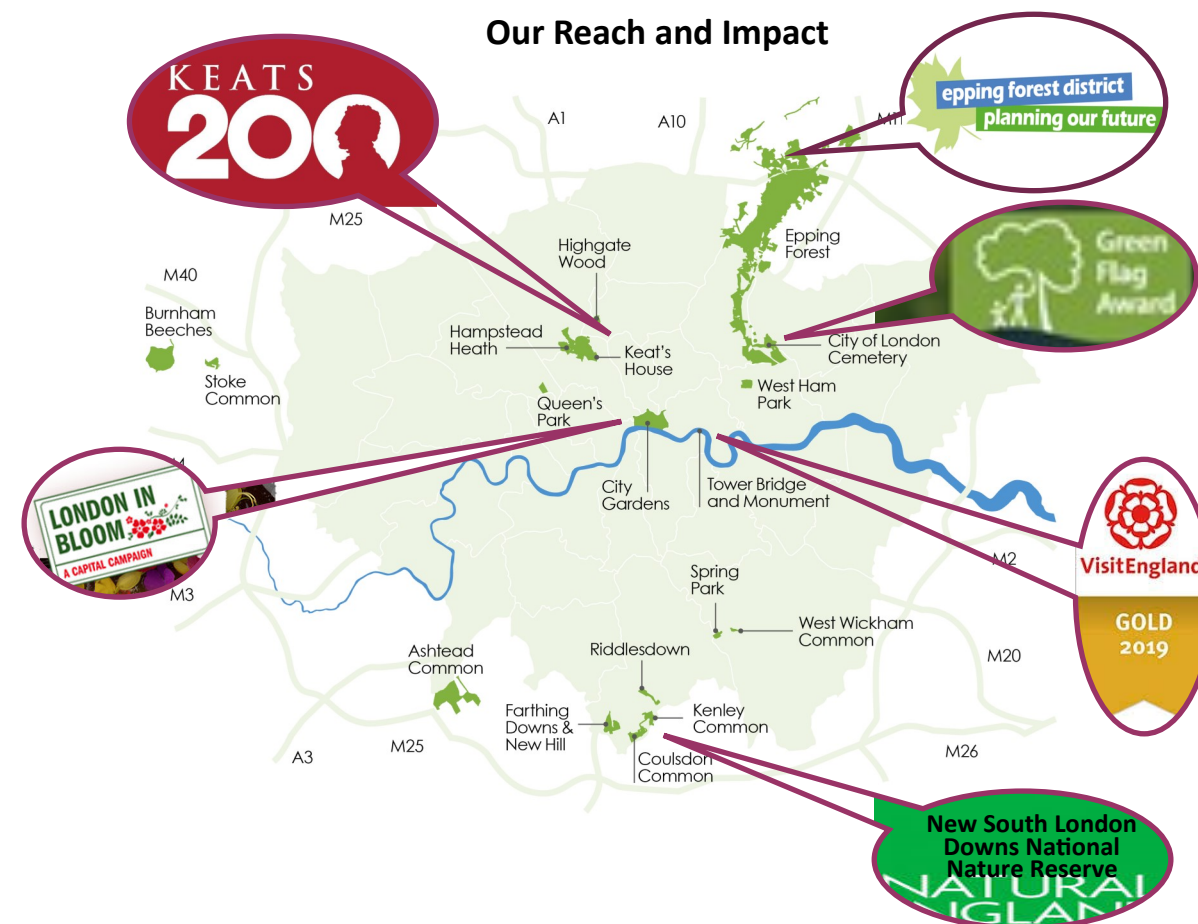 Our Reach and Impact
KEATS
200
A1
A10
M11
epping forest district
planning our future
M25
Highgate
Wood
Epping
Forest
Green
Flag
Award
M40
Burnham
Beeches
Hampstead
Heath
Keat's
House
City of London
Cemetery
Stoke
Common
Queen's
Park
West Ham
Park
LONDON IN
BLOOM
A CAPITAL CAMPAIGN
City
Gardens
Tower Bridge
and Monument
VisitEngland
GOLD
2019
M2
M3
Spring
Park
West Wickham
Common
M20
Ashtead
Common
Riddlesdown
Farthing
Downs &
New Hill
Kenley
Common
Coulsdon
Common
A3
M25
M26
New South London
Downs National
Nature Reserve
NATURAL
ENGLAND